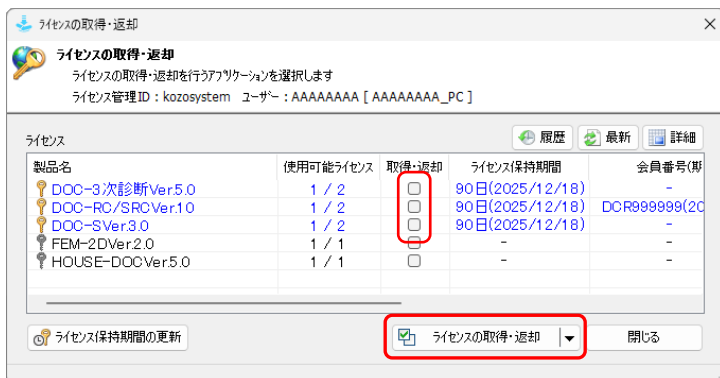 ライセンスの取得・返却
ライセンスの取得・返却
ライセンスの取得・返却を行うアプリケーションを選択します
ライセンス管理ID : kozosystem ユーザー : AAAAAAAA [ AAAAAAAA_PC ]
ライセンス 履歴 最新 詳細
製品名 使用可能ライセンス 取得・返却 ライセンス保持期間 会員番号(期
DOC-3次診断Ver.5.0 1 / 2 90日(2025/12/18) -
DOC-RC/SRCVer.10 1 / 2 90日(2025/12/18) DCR999999(20
DOC-SVer.3.0 1 / 2 90日(2025/12/18) -
FEM-2DVer.2.0 1 / 1 - -
HOUSE-DOCVer.5.0 1 / 1 - -
ライセンス保持期間の更新 ライセンスの取得・返却 閉じる